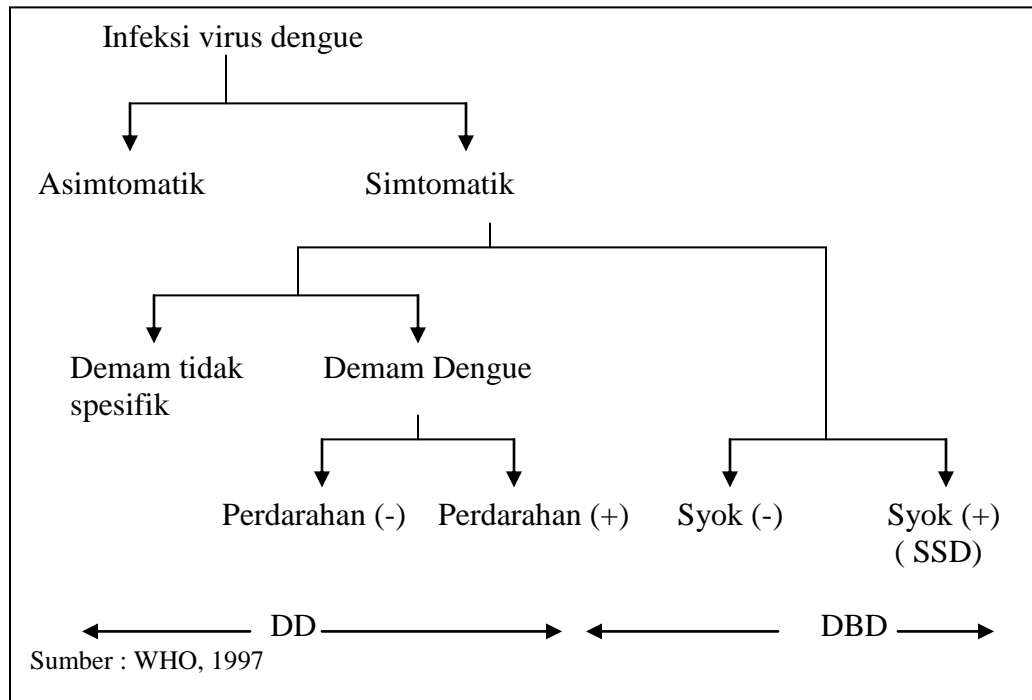 Infeksi virus dengue
Asimtomatik Simtomatik
Demam tidak spesifik Demam Dengue
Perdarahan (-) Perdarahan (+) Syok (-) Syok (+)
( SSD)
DD DBD
Sumber : WHO, 1997